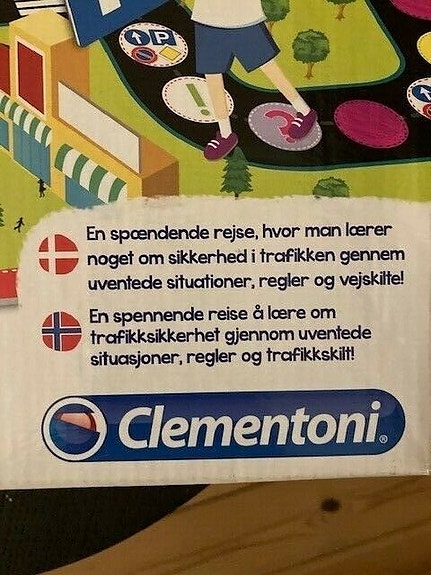 P
!
?
En spændende rejse, hvor man lærer
noget om sikkerhed i trafikken gennem
uventede situationer, regler og vejskilte!
En spennende reise å lære om
trafikksikkerhet gjennom uventede
situasjoner, regler og trafikkskilt!
Clementoni®